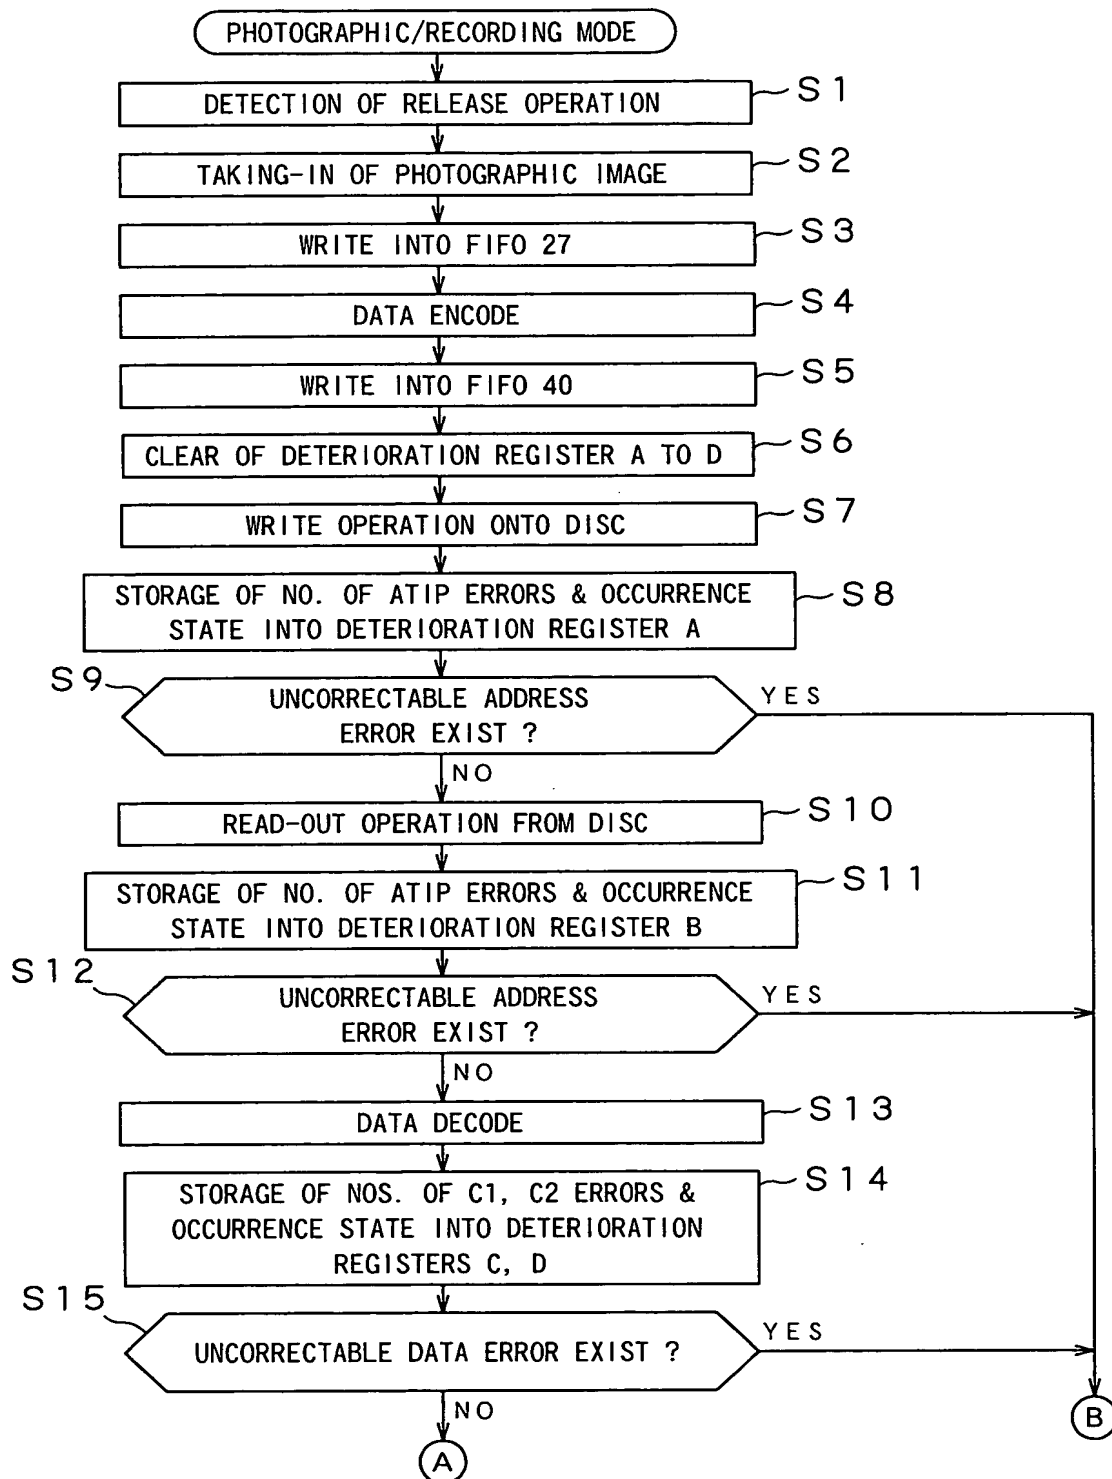 PHOTOGRAPHIC/RECORDING MODE
DETECTION OF RELEASE OPERATION
S1
TAKING-IN OF PHOTOGRAPHIC IMAGE
S2
WRITE INTO FIFO 27
S3
DATA ENCODE
S4
WRITE INTO FIFO 40
S5
CLEAR OF DETERIORATION REGISTER A TO D
S6
WRITE OPERATION ONTO DISC
S7
STORAGE OF NO. OF ATIP ERRORS & OCCURRENCE
STATE INTO DETERIORATION REGISTER A
S8
S9
UNCORRECTABLE ADDRESS
ERROR EXIST ?
YES
NO
READ-OUT OPERATION FROM DISC
S10
STORAGE OF NO. OF ATIP ERRORS & OCCURRENCE
STATE INTO DETERIORATION REGISTER B
S11
S12
UNCORRECTABLE ADDRESS
ERROR EXIST ?
YES
NO
DATA DECODE
S13
STORAGE OF NOS. OF C1, C2 ERRORS &
OCCURRENCE STATE INTO DETERIORATION
REGISTERS C, D
S14
S15
UNCORRECTABLE DATA ERROR EXIST ?
YES
NO
B
A